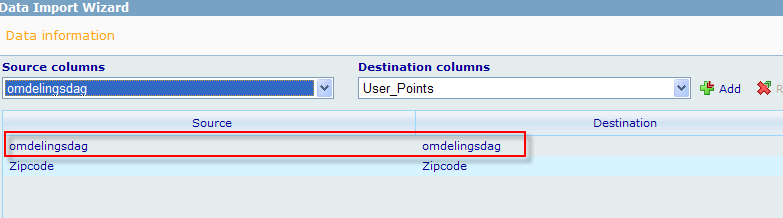 Data Import Wizard
Data information
Source columns Destination columns
omdelingsdag User_Points Add R
Source Destination
omdelingsdag omdelingsdag
Zipcode Zipcode